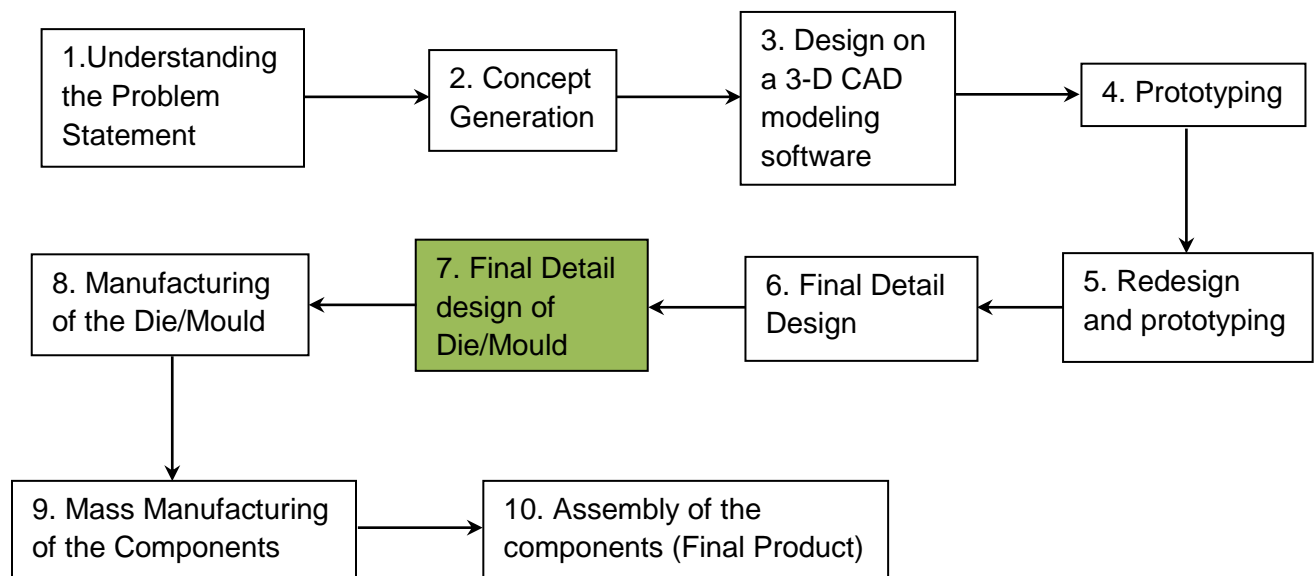 1.Understanding
the Problem
Statement
2. Concept
Generation
3. Design on
a 3-D CAD
modeling
software
4. Prototyping
5. Redesign
and prototyping
6. Final Detail
Design
7. Final Detail
design of
Die/Mould
8. Manufacturing
of the Die/Mould
9. Mass Manufacturing
of the Components
10. Assembly of the
components (Final Product)